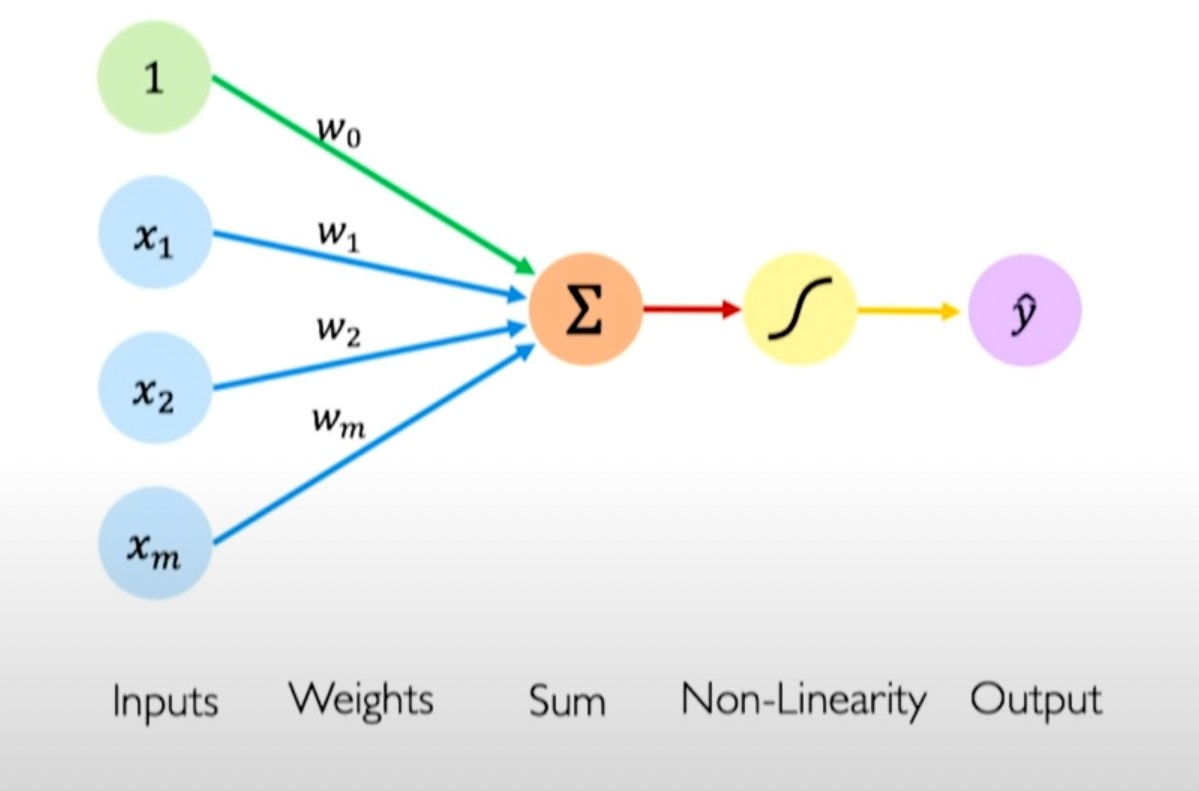 1
w₀
x₁
w₁
x₂
w₂
xₘ
wₘ
Σ
∫
ŷ
Inputs Weights Sum Non-Linearity Output